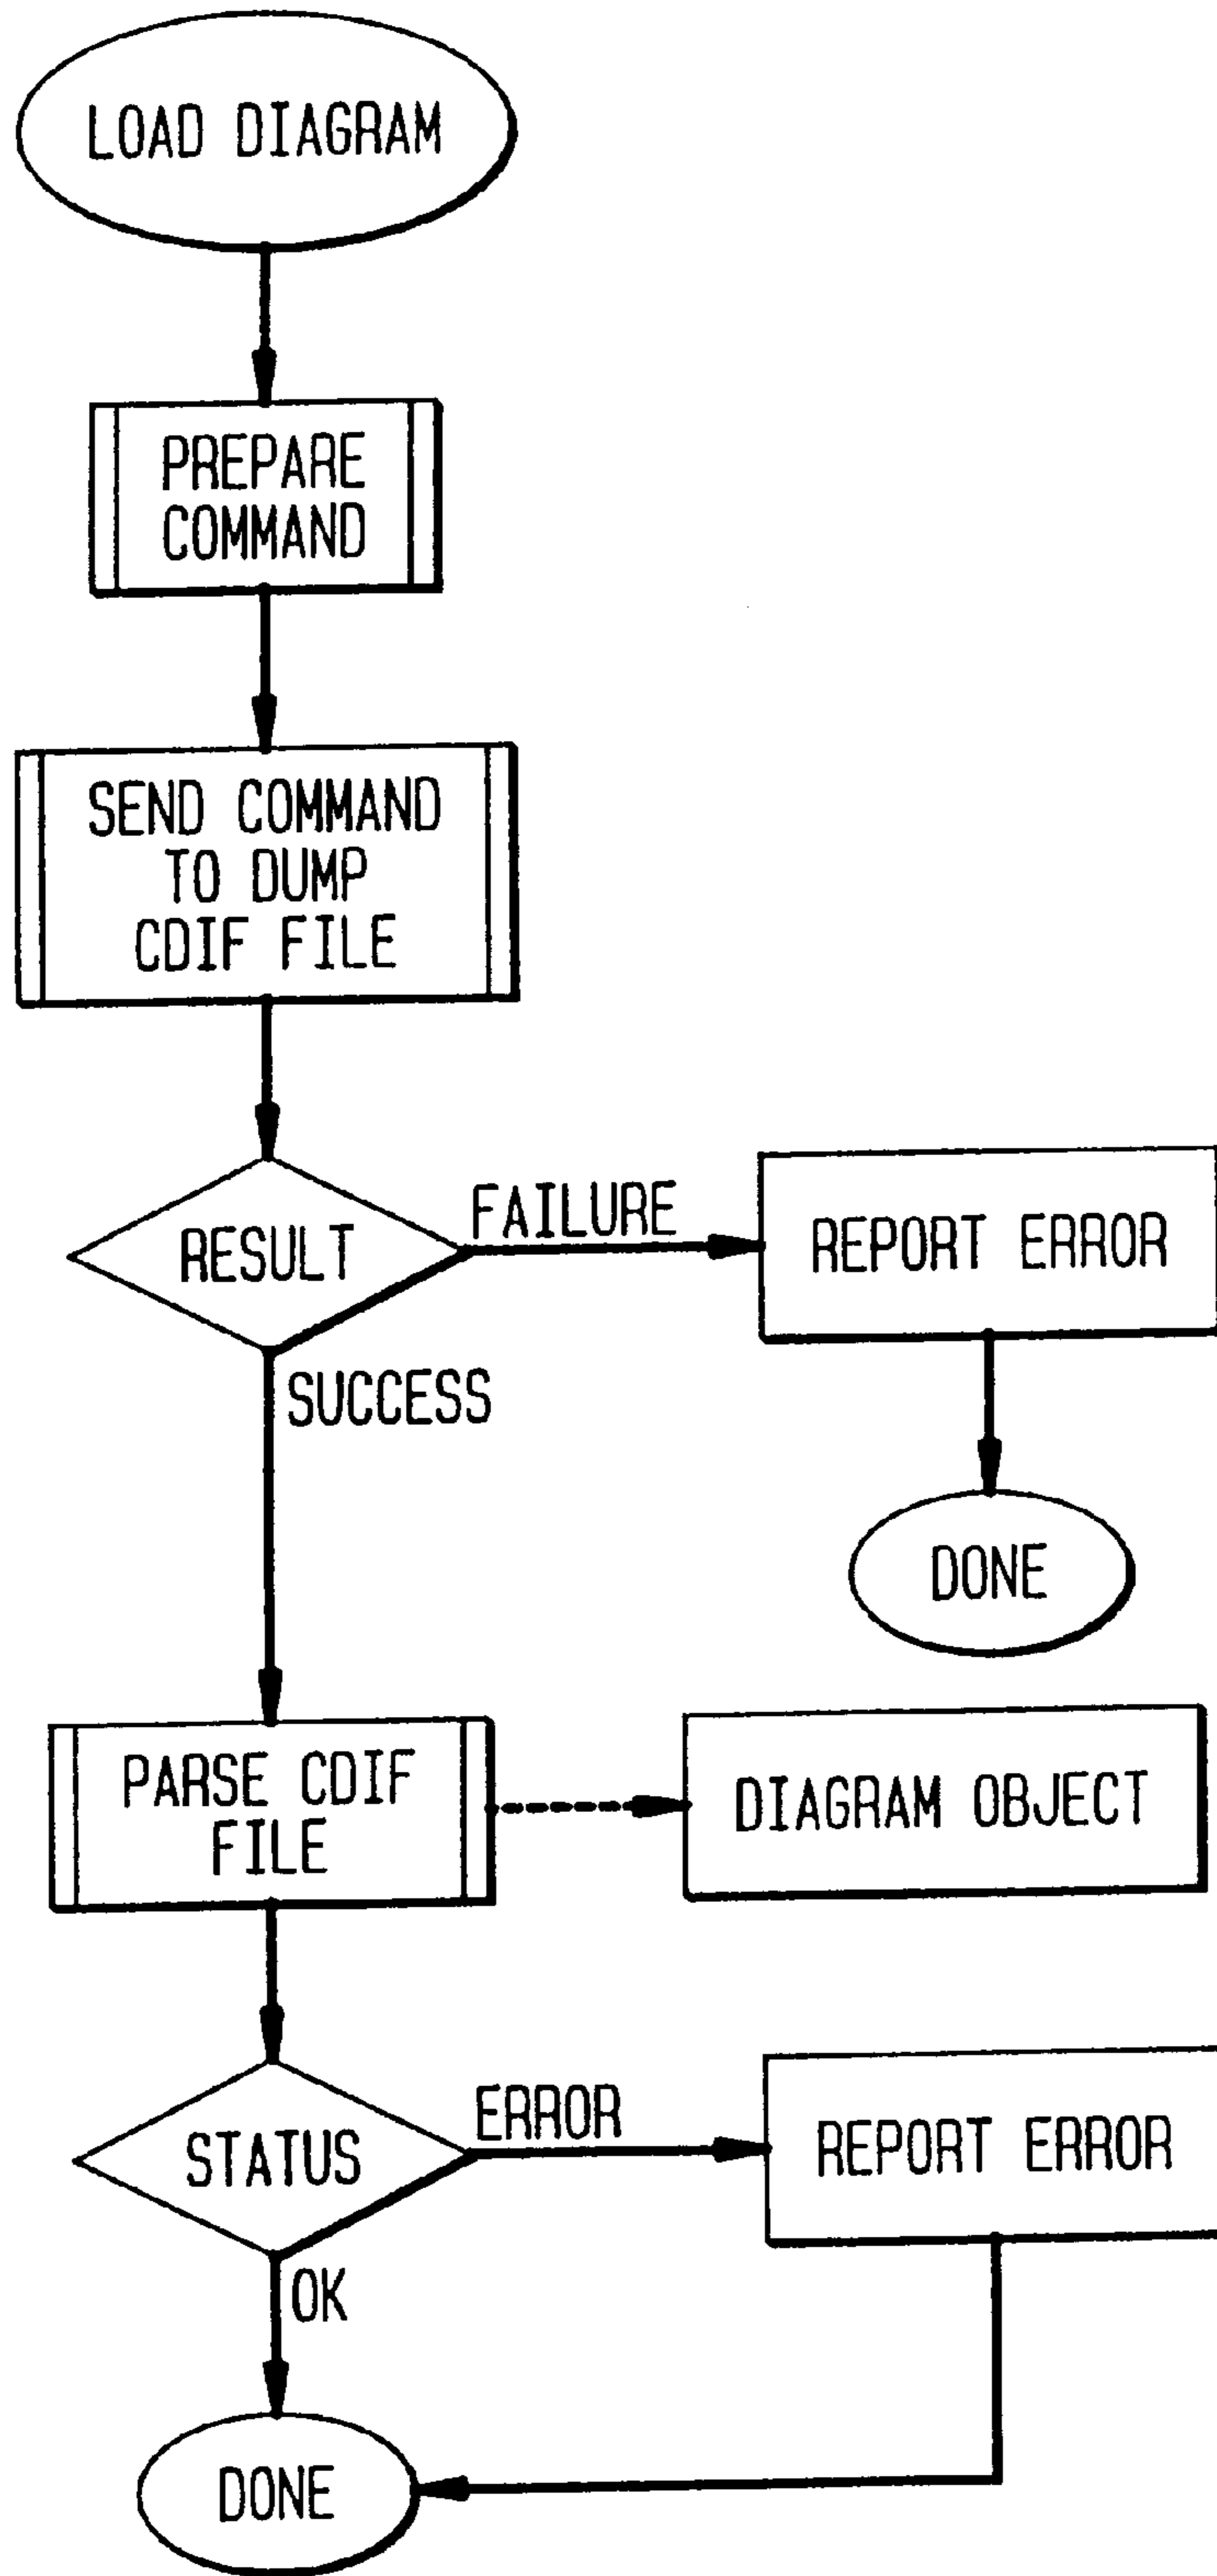 LOAD DIAGRAM
PREPARE
COMMAND
SEND COMMAND
TO DUMP
CDIF FILE
RESULT
FAILURE
REPORT ERROR
SUCCESS
DONE
PARSE CDIF
FILE
DIAGRAM OBJECT
STATUS
ERROR
REPORT ERROR
OK
DONE